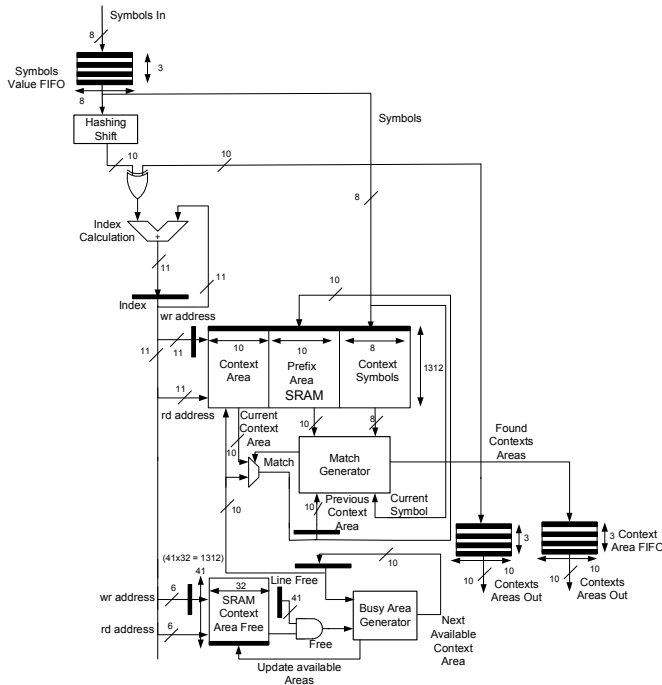 Symbols In
8
Symbols
Value FIFO
3
8
Hashing
Shift
Symbols
10
10
8
Index
Calculation
+
11
11
Index
10
wr address
11
11
10
10
8
1312
Context
Area
Prefix
Area
SRAM
Context
Symbols
11
rd address
Current
Context
Area
10
10
8
Match
Match
Generator
Found
Contexts
Areas
10
Previous
Context
Area
10
Current
Symbol
3
3
Context
Area FIFO
10
10
10
10
Contexts
Areas Out
Contexts
Areas Out
(41x32 = 1312)
41
32
Line Free
10
wr address
6
SRAM
Context
Area Free
41
Busy Area
Generator
rd address
6
Free
Next
Available
Context
Area
Update available
Areas